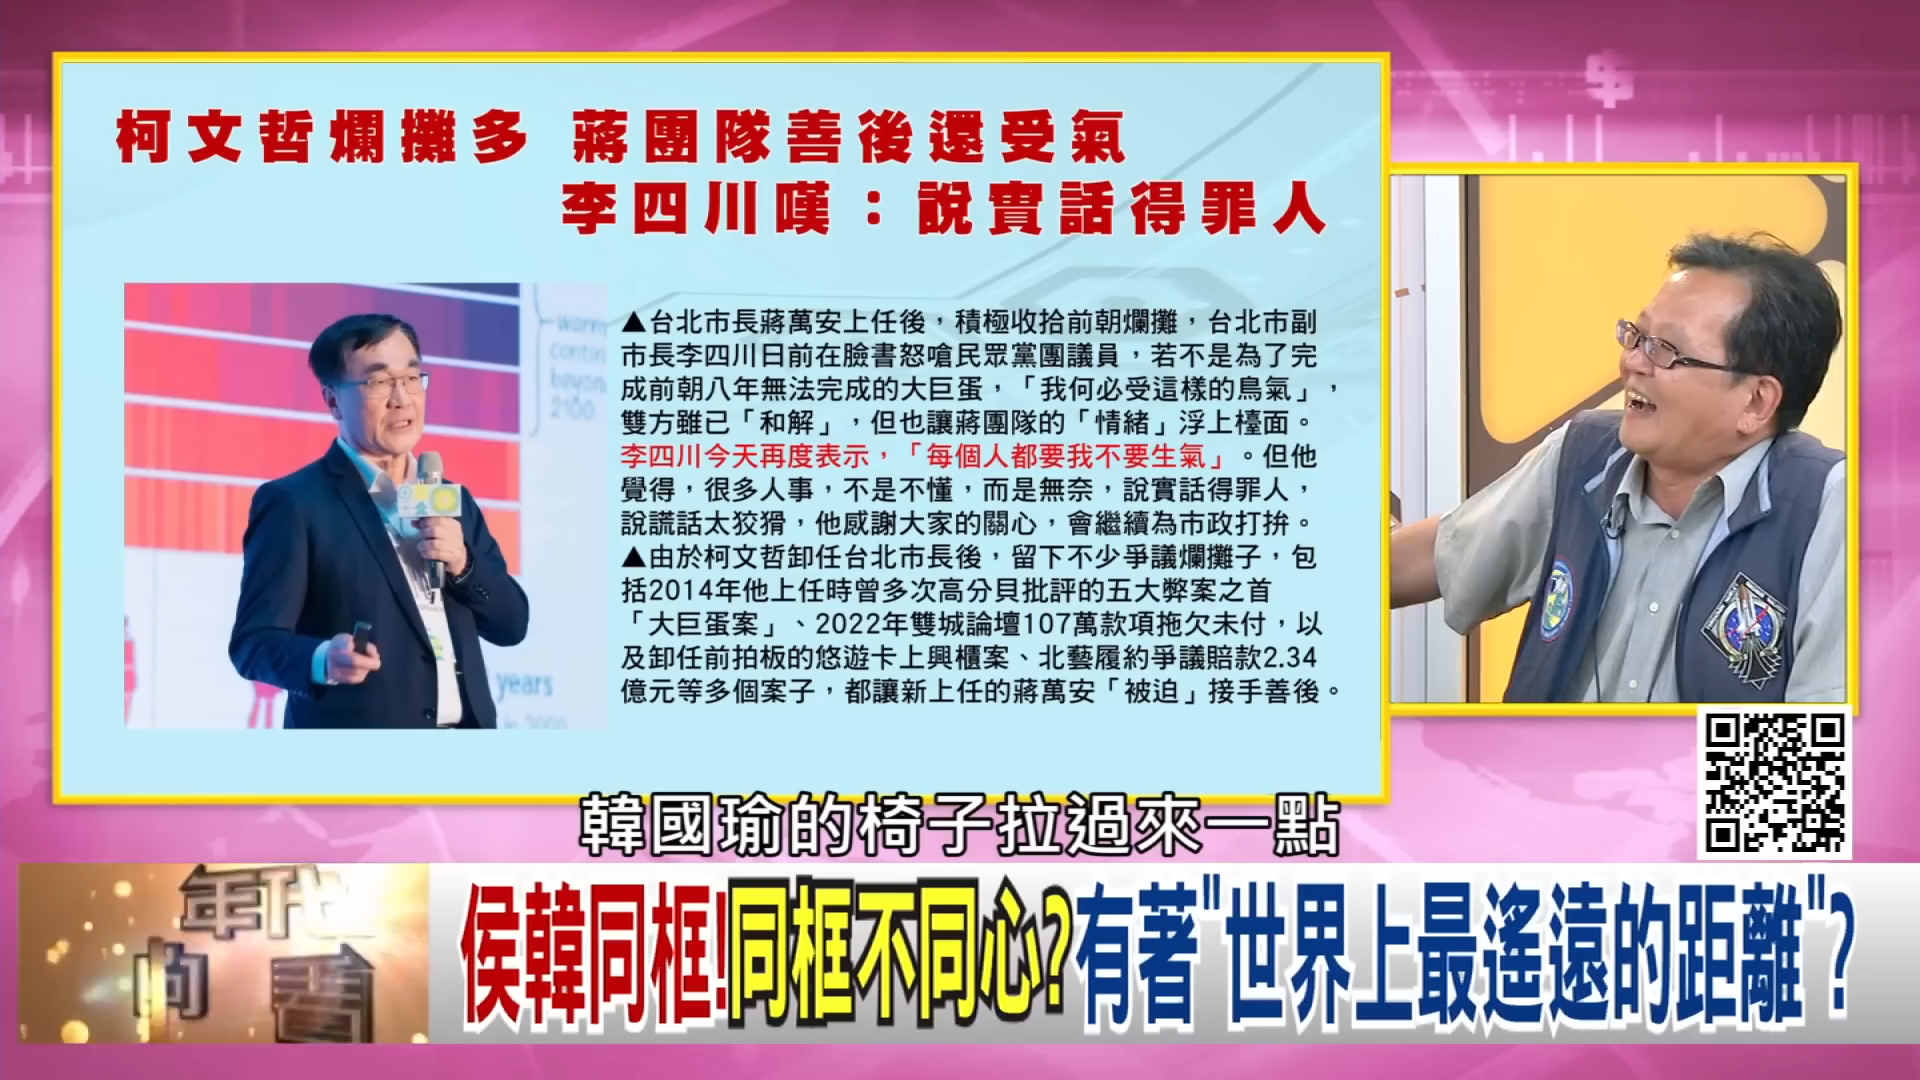 柯文哲爛攤多 蔣團隊善後還受氣
李四川嘆：說實話得罪人
▲台北市長蔣萬安上任後，積極收拾前朝爛攤，台北市副
市長李四川日前在臉書怒嗆民眾黨團議員，若不是為了完
成前朝八年無法完成的大巨蛋，「我何必受這樣的鳥氣」，
雙方雖已「和解」，但也讓蔣團隊的「情緒」浮上檯面。
李四川今天再度表示，「每個人都要我不要生氣」。但他
覺得，很多人事，不是不懂，而是無奈，說實話得罪人，
說謊話太狡猾，他感謝大家的關心，會繼續為市政打拚。
▲由於柯文哲卸任台北市長後，留下不少爭議爛攤子，包
括2014年他上任時曾多次高分貝批評的五大弊案之首
「大巨蛋案」、2022年雙城論壇107萬款項拖欠未付，以
及卸任前拍板的悠遊卡上興櫃案、北藝履約爭議賠款2.34
億元等多個案子，都讓新上任的蔣萬安「被迫」接手善後。
warm
contin
beyon
2100
years
韓國瑜的椅子拉過來一點
年代
向
侯韓同框!同框不同心?有著"世界上最遙遠的距離"?